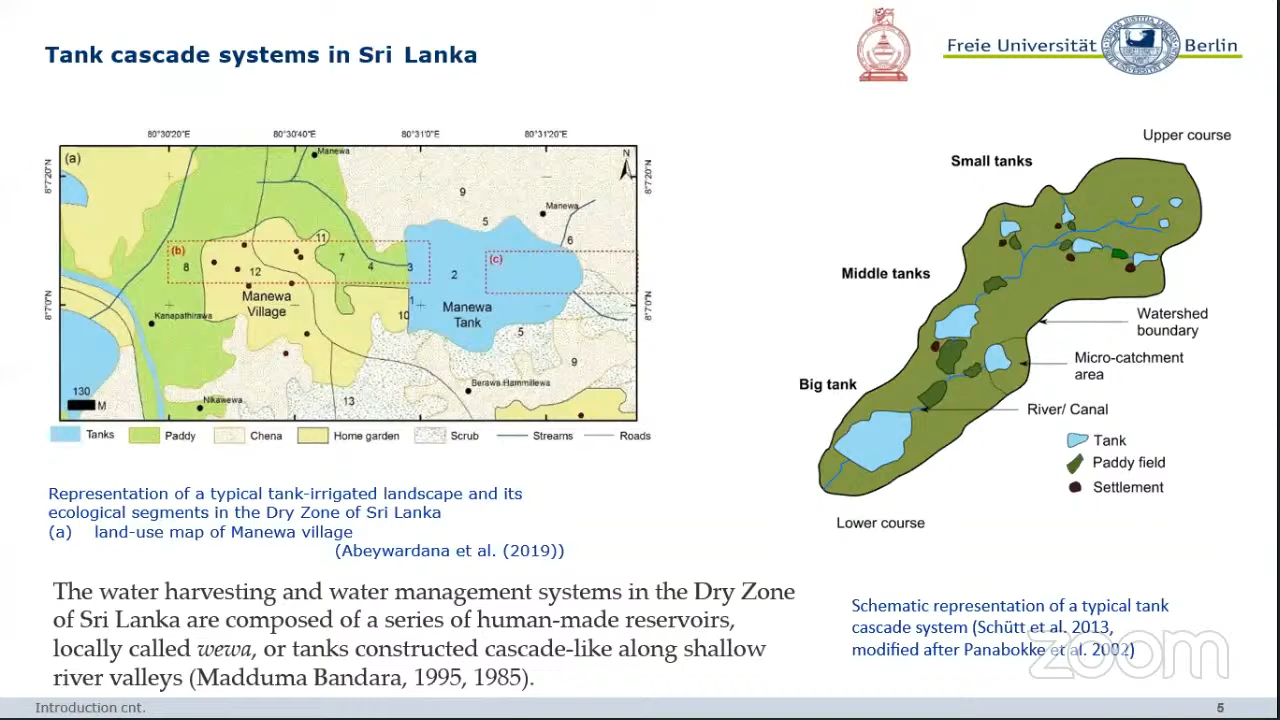 Tank cascade systems in Sri Lanka
Freie Universität Berlin
80°30'20"E 80°30'40"E 80°31'0"E 80°31'20"E
(a)
Manewa
N
8°7'20"N
8°7'20"N
9
5
Manewa
6
11
(b)
(c)
8
12
7
4
3
2
Manewa
Village
1
Manewa
Tank
8°7'0"N
8°7'0"N
10
Kanapathirawa
5
9
130
M
Nikawewa
13
Berawa Hammillewa
Tanks Paddy Chena Home garden Scrub Streams Roads
Representation of a typical tank-irrigated landscape and its
ecological segments in the Dry Zone of Sri Lanka
(a) land-use map of Manewa village
(Abeywardana et al. (2019))
Upper course
Small tanks
Middle tanks
Watershed
boundary
Micro-catchment
area
Big tank
River/ Canal
Tank
Paddy field
Settlement
Lower course
The water harvesting and water management systems in the Dry Zone
of Sri Lanka are composed of a series of human-made reservoirs,
locally called wewa, or tanks constructed cascade-like along shallow
river valleys (Madduma Bandara, 1995, 1985).
Schematic representation of a typical tank
cascade system (Schütt et al. 2013,
modified after Panabokke et al. 2002)
zoom
Introduction cnt.
5